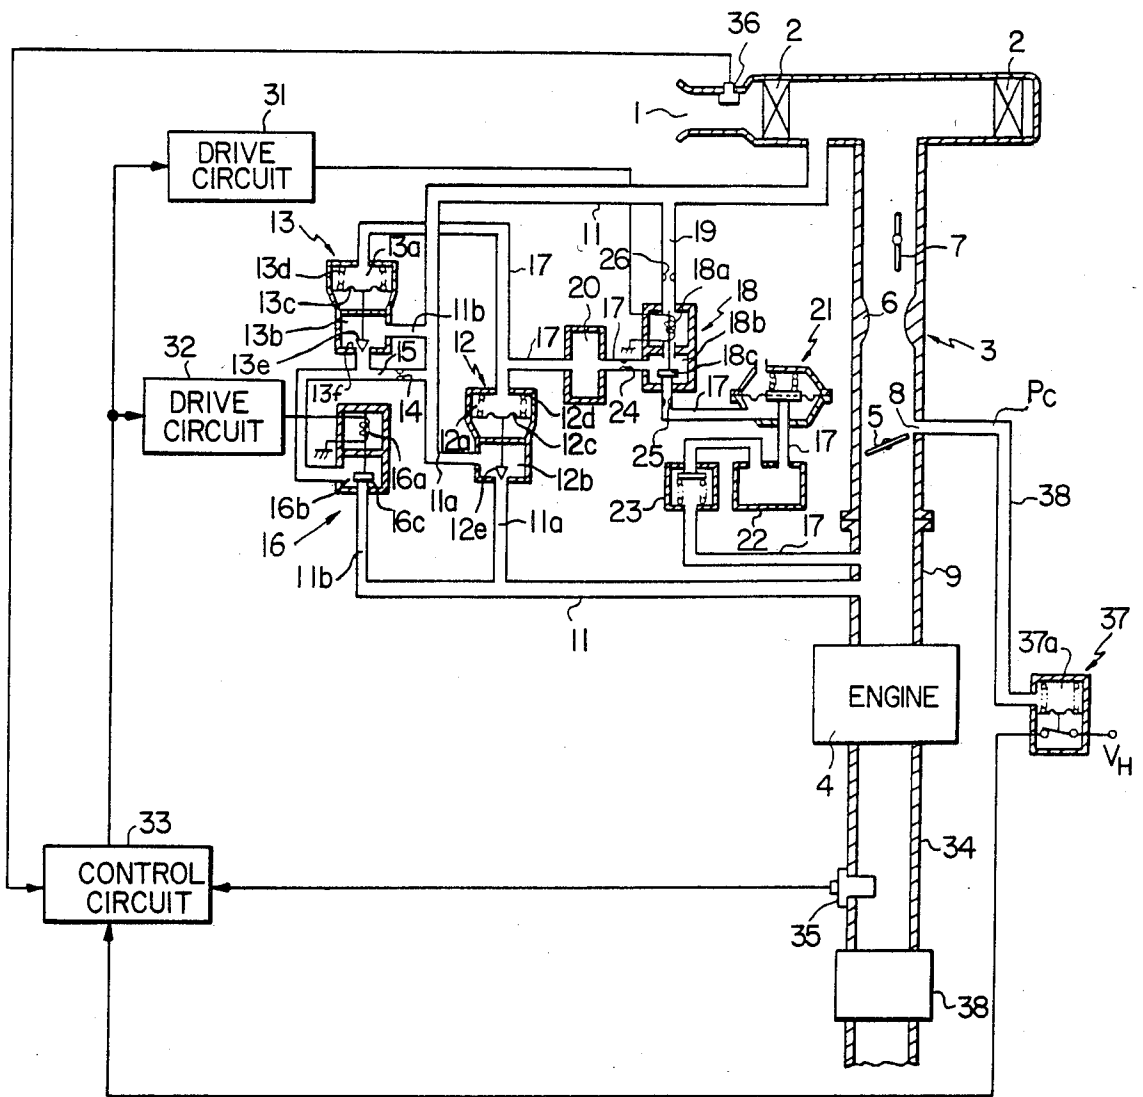 36
2
2
1
31
DRIVE
CIRCUIT
13
13a
11
19
7
13d
26
18a
17
20
18
6
13c
11b
18b
21
13b
17
17
3
32
12
18c
13e
15
PC
13f
14
12d
24
17
8
DRIVE
CIRCUIT
12a
12c
5
25
17
16a
11a
12b
38
16b
23
16c
12e
11a
22
17
16
11b
9
11
37
37a
ENGINE
VH
4
33
34
CONTROL
CIRCUIT
35
38